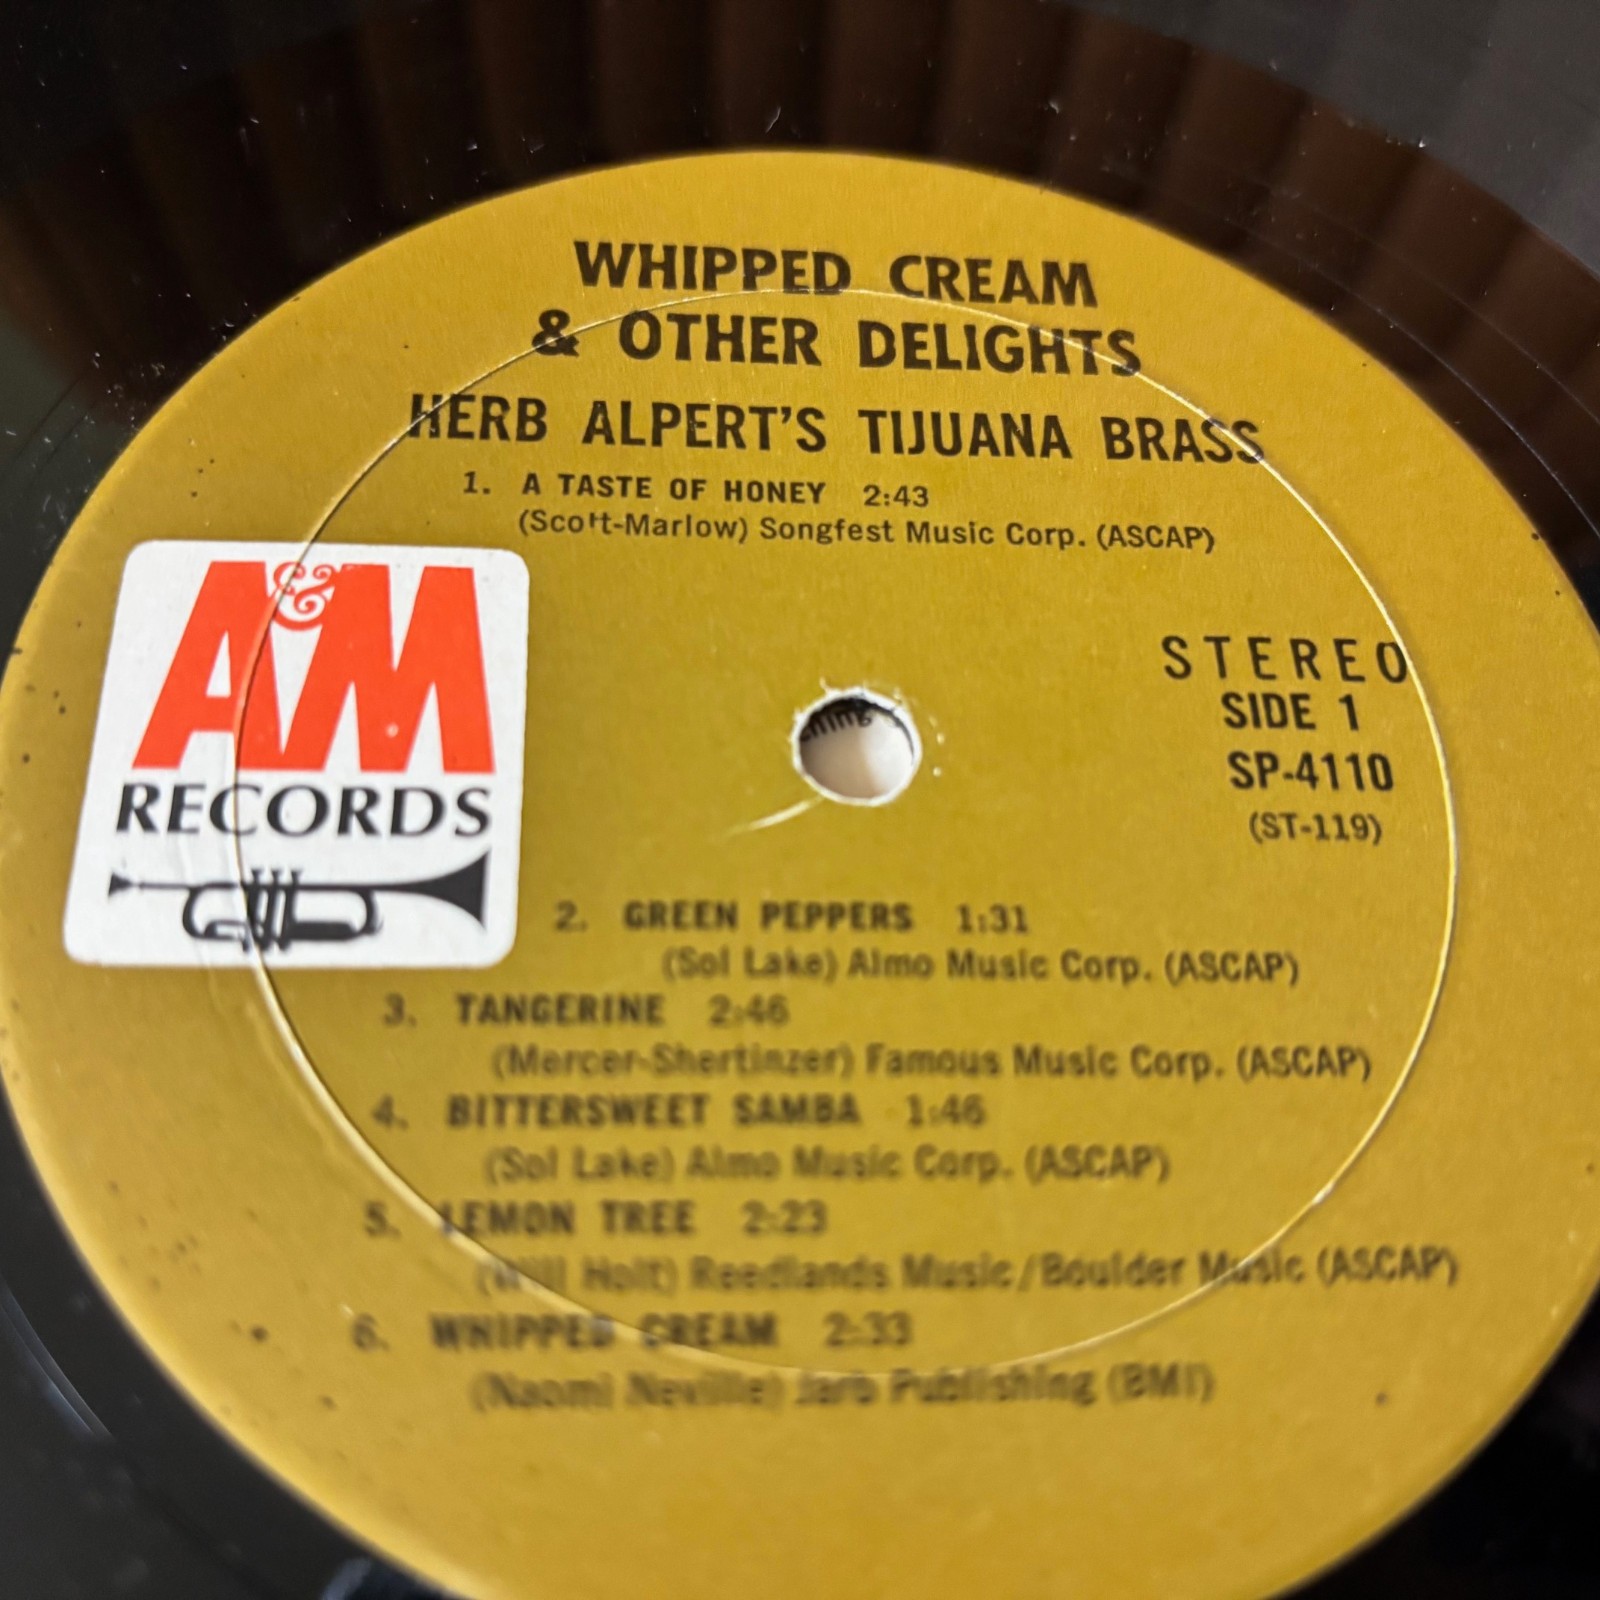 WHIPPED CREAM
& OTHER DELIGHTS
HERB ALPERT'S TIJUANA BRASS
1. A TASTE OF HONEY 2:43
(Scott-Marlow) Songfest Music Corp. (ASCAP)
A&M
RECORDS
STEREO
SIDE 1
SP-4110
(ST-119)
2. GREEN PEPPERS 1:31
(Sol Lake) Almo Music Corp. (ASCAP)
3. TANGERINE 2:46
(Mercer-Shertinzer) Famous Music Corp. (ASCAP)
4. BITTERSWEET SAMBA 1:46
(Sol Lake) Almo Music Corp. (ASCAP)
5. LEMON TREE 2:23
(Will Holt) Reedlands Music/Boulder Music (ASCAP)
6. WHIPPED CREAM 2:33
(Naomi Neville) Jarb Publishing (BMI)